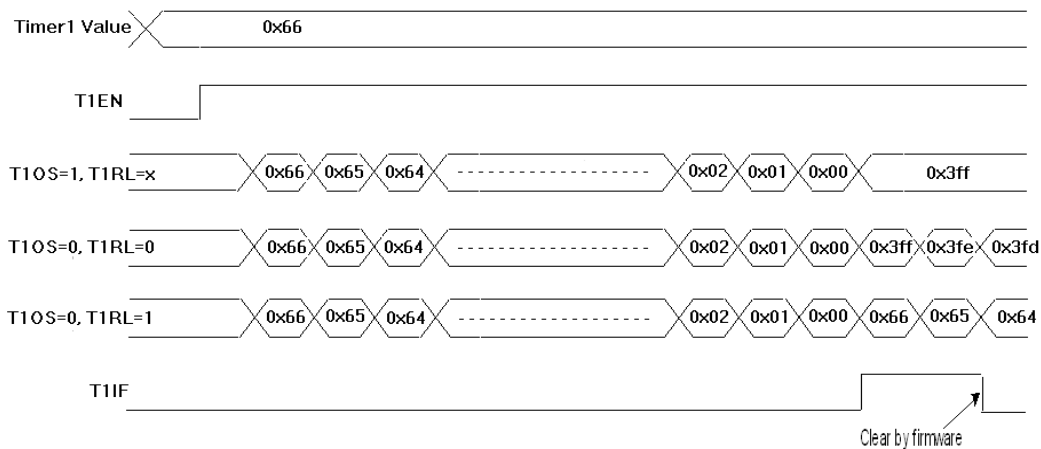 Timer1 Value 0x66
T1EN
T1OS=1, T1RL=x 0x66 0x65 0x64 0x02 0x01 0x00 0x3ff
T1OS=0, T1RL=0 0x66 0x65 0x64 0x02 0x01 0x00 0x3ff 0x3fe 0x3fd
T1OS=0, T1RL=1 0x66 0x65 0x64 0x02 0x01 0x00 0x66 0x65 0x64
T1IF
Clear by firmware